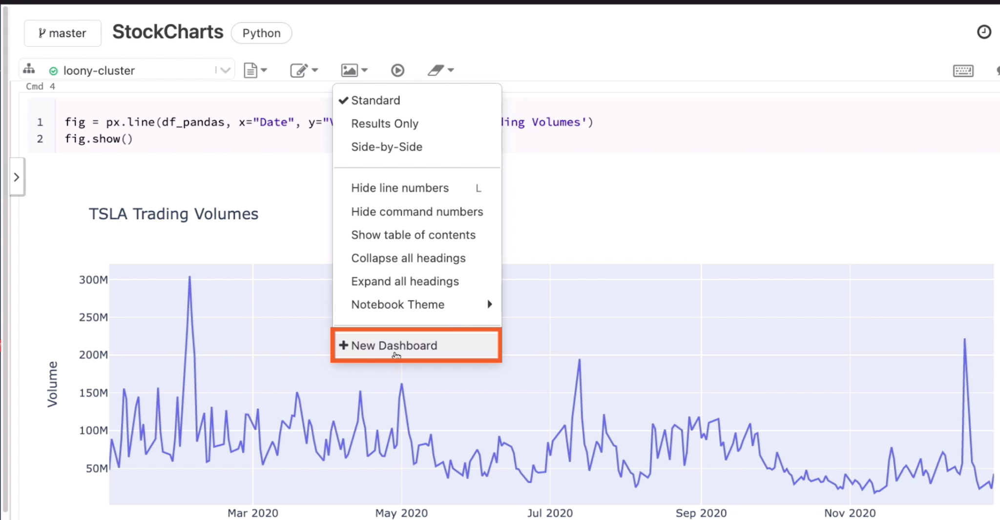 master StockCharts Python
loony-cluster
Cmd 4
1 fig = px.line(df_pandas, x="Date", y=" ing Volumes')
2 fig.show()
Standard
Results Only
Side-by-Side
Hide line numbers L
Hide command numbers
Show table of contents
Collapse all headings
Expand all headings
Notebook Theme
+ New Dashboard
TSLA Trading Volumes
300M
250M
200M
150M
100M
50M
Volume
Mar 2020 May 2020 Jul 2020 Sep 2020 Nov 2020